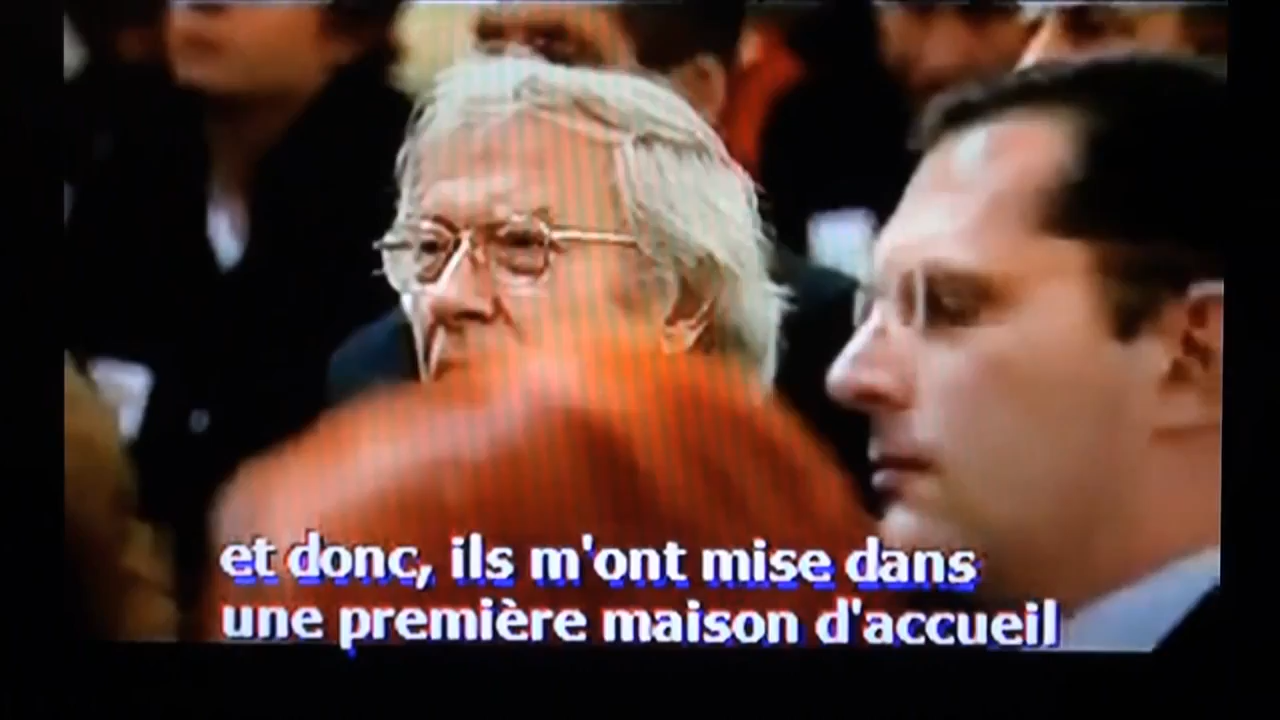 et donc, ils m'ont mise dans
une première maison d'accueil